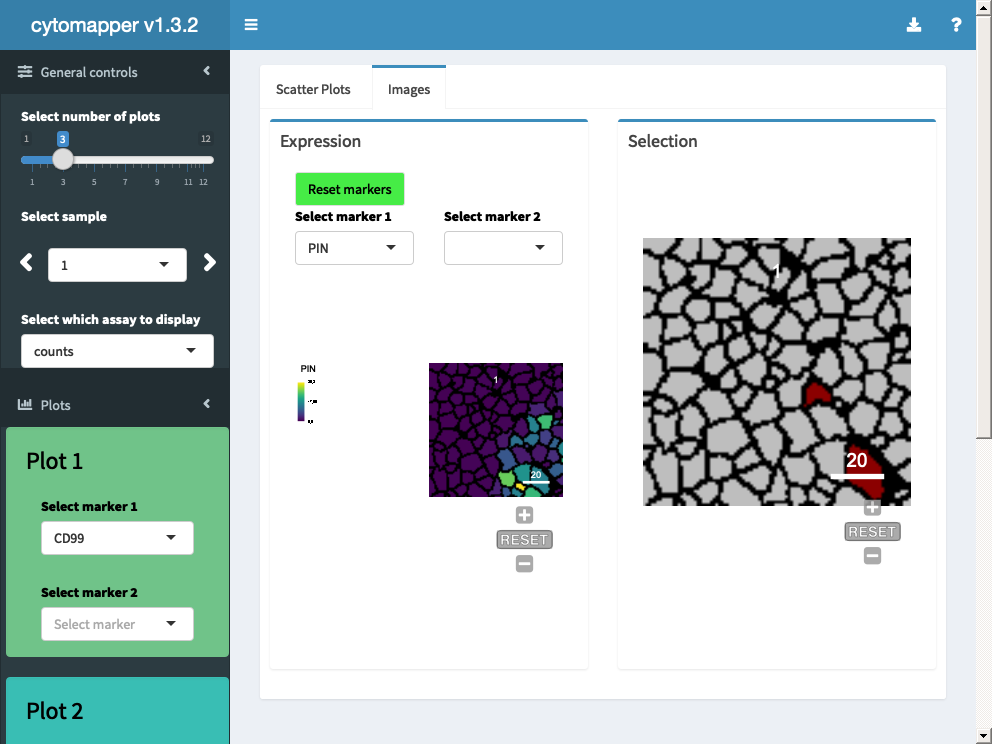 cytomapper v1.3.2
?
General controls
Select number of plots
1 3 12
1 3 5 7 9 11 12
Select sample
1
Select which assay to display
counts
Plots
Plot 1
Select marker 1
CD99
Select marker 2
Select marker
Plot 2
Scatter Plots Images
Expression
Reset markers
Select marker 1 Select marker 2
PIN
PIN
1
20
RESET
Selection
1
20
RESET